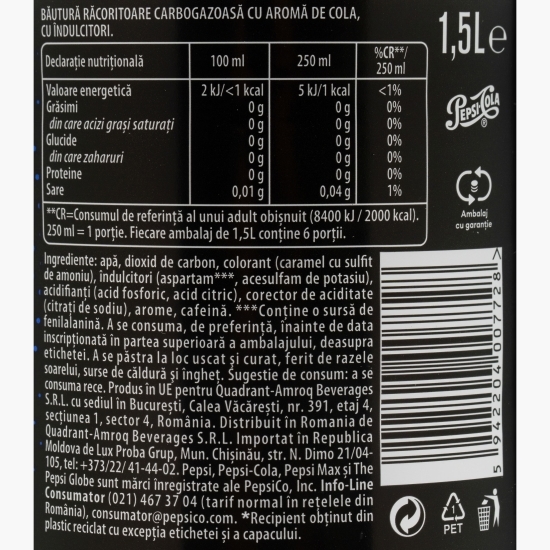 BĂUTURĂ RĂCORITOARE CARBOGAZOASĂ CU AROMĂ DE COLA,
CU ÎNDULCITORI.
1,5L e
Declarație nutrițională 100 ml 250 ml %CR**/ 250 ml
Valoare energetică 2 kJ/<1 kcal 5 kJ/1 kcal <1%
Grăsimi 0 g 0 g 0%
din care acizi grași saturați 0 g 0 g 0%
Glucide 0 g 0 g 0%
din care zaharuri 0 g 0 g 0%
Proteine 0 g 0 g 0%
Sare 0,01 g 0,04 g 1%
**CR=Consumul de referință al unui adult obișnuit (8400 kJ / 2000 kcal).
250 ml = 1 porție. Fiecare ambalaj de 1,5L conține 6 porții.
PEPSI-COLA
Ambalaj
cu garanție
Ingrediente: apă, dioxid de carbon, colorant (caramel cu sulfit
de amoniu), îndulcitori (aspartam***, acesulfam de potasiu),
acidifianți (acid fosforic, acid citric), corector de aciditate
(citrați de sodiu), arome, cafeină. ***Conține o sursă de
fenilalanină. A se consuma, de preferință, înainte de data
inscripționată în partea superioară a ambalajului, deasupra
etichetei. A se păstra la loc uscat și curat, ferit de razele
soarelui, surse de căldură și îngheț. Sugestie de consum: a se
consuma rece. Produs în UE pentru Quadrant-Amroq Beverages
S.R.L. cu sediul în București, Calea Văcărești, nr. 391, etaj 4,
secțiunea 1, sector 4, România. Distribuit în Romania de
Quadrant-Amroq Beverages S.R.L. Importat în Republica
Moldova de Lux Proba Grup, Mun. Chișinău, str. N. Dimo 21/04-
105, tel: +373/22/ 41-44-02. Pepsi, Pepsi-Cola, Pepsi Max și The
Pepsi Globe sunt mărci înregistrate ale PepsiCo, Inc. Info-Line
Consumator (021) 467 37 04 (tarif normal în rețelele din
România), consumator@pepsico.com. *Recipient obținut din
plastic reciclat cu excepția etichetei și a capacului.
5 942204 007728 >
1
PET